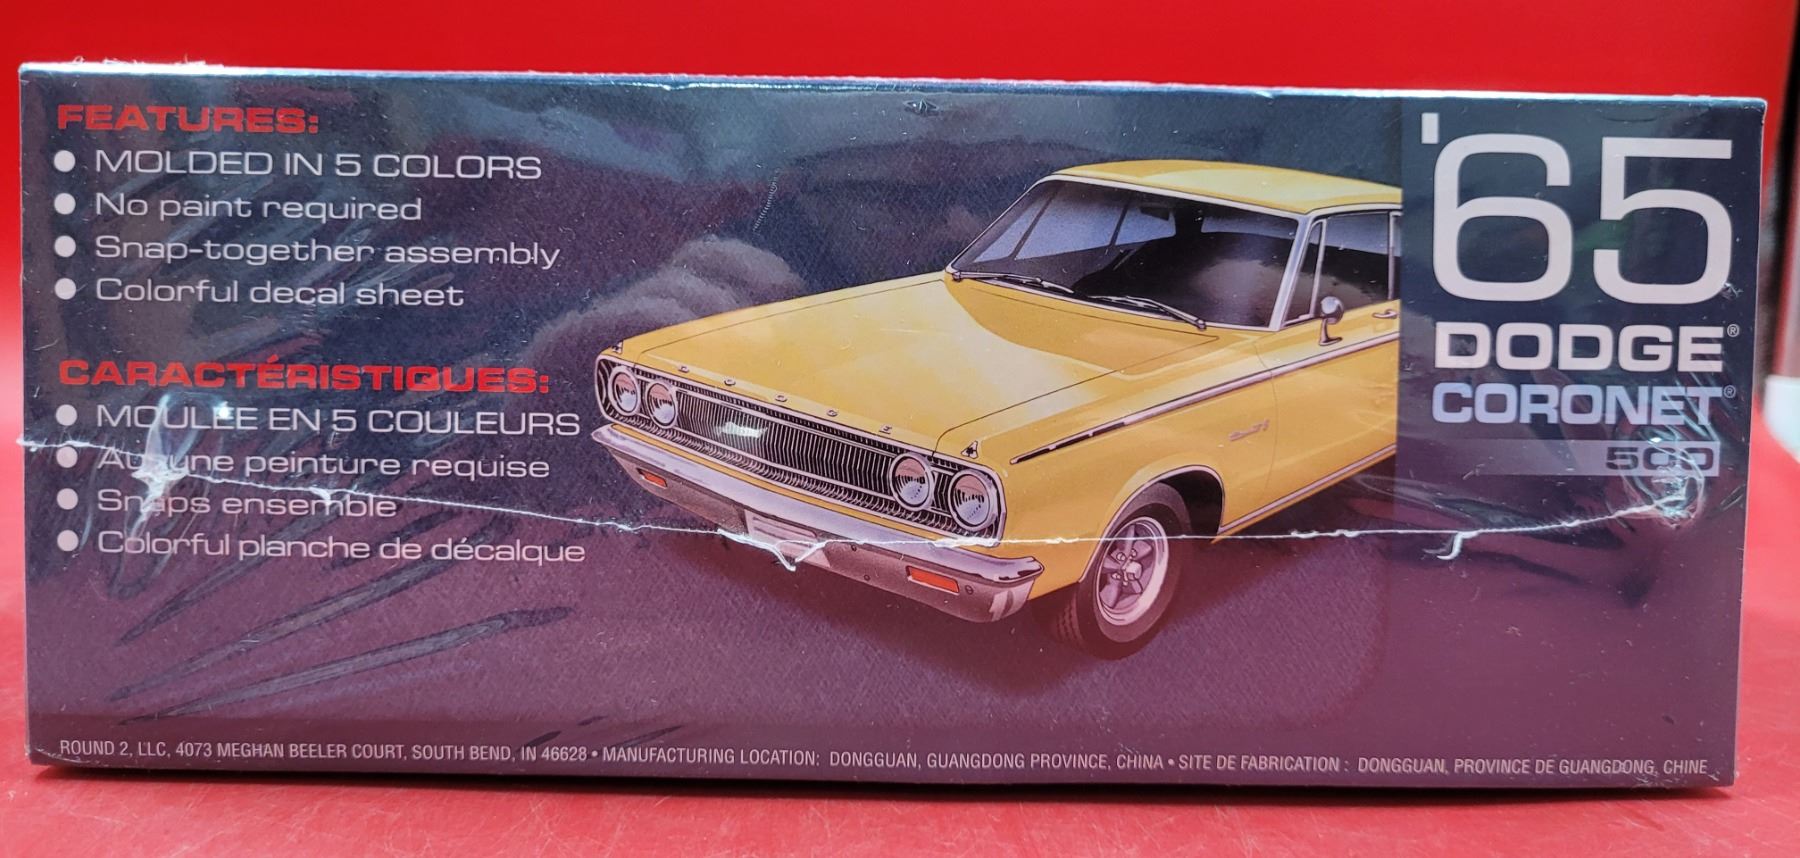 FEATURES:
● MOLDED IN 5 COLORS
● No paint required
● Snap-together assembly
● Colorful decal sheet
CARACTÉRISTIQUES:
● MOULÉE EN 5 COULEURS
● Aucune peinture requise
● Snaps ensemble
● Colorful planche de décalque
DODGE
'65
DODGE®
CORONET®
500
ROUND 2, LLC, 4073 MEGHAN BEELER COURT, SOUTH BEND, IN 46628 • MANUFACTURING LOCATION: DONGGUAN, GUANGDONG PROVINCE, CHINA • SITE DE FABRICATION : DONGGUAN, PROVINCE DE GUANGDONG, CHINE